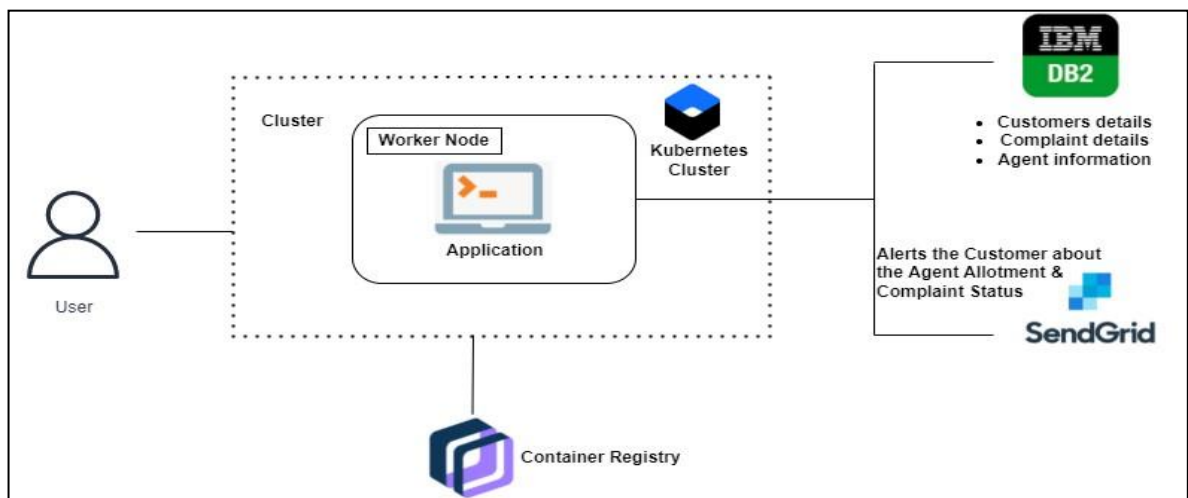 IBM
DB2
Customers details
Complaint details
Agent information
Cluster
Worker Node
Kubernetes
Cluster
Application
User
Alerts the Customer about
the Agent Allotment &
Complaint Status
SendGrid
Container Registry